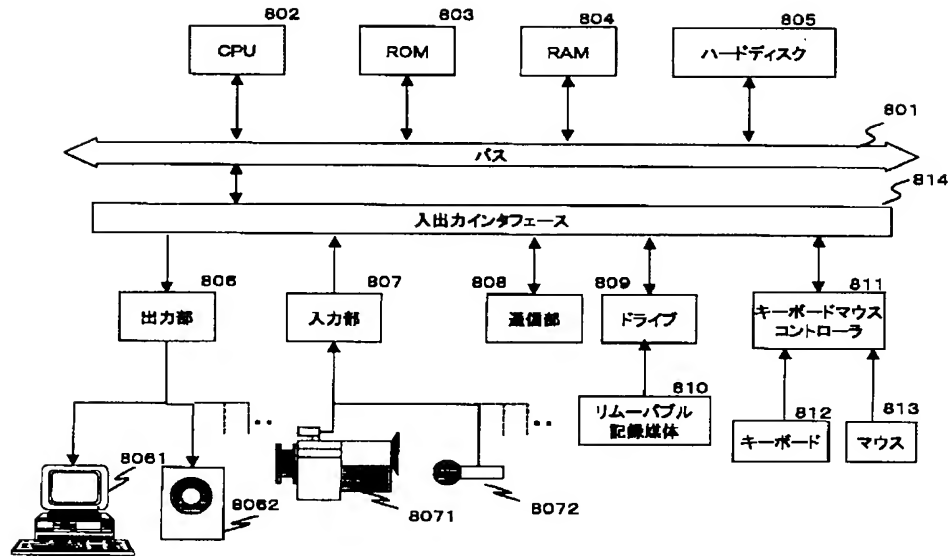 802
803
804
805
CPU
ROM
RAM
ハードディスク
801
バス
814
入出力インタフェース
806
807
808
809
811
出力部
入力部
通信部
ドライブ
キーボードマウス
コントローラ
810
812
813
リムーバブル
記録媒体
キーボード
マウス
8061
8062
8071
8072